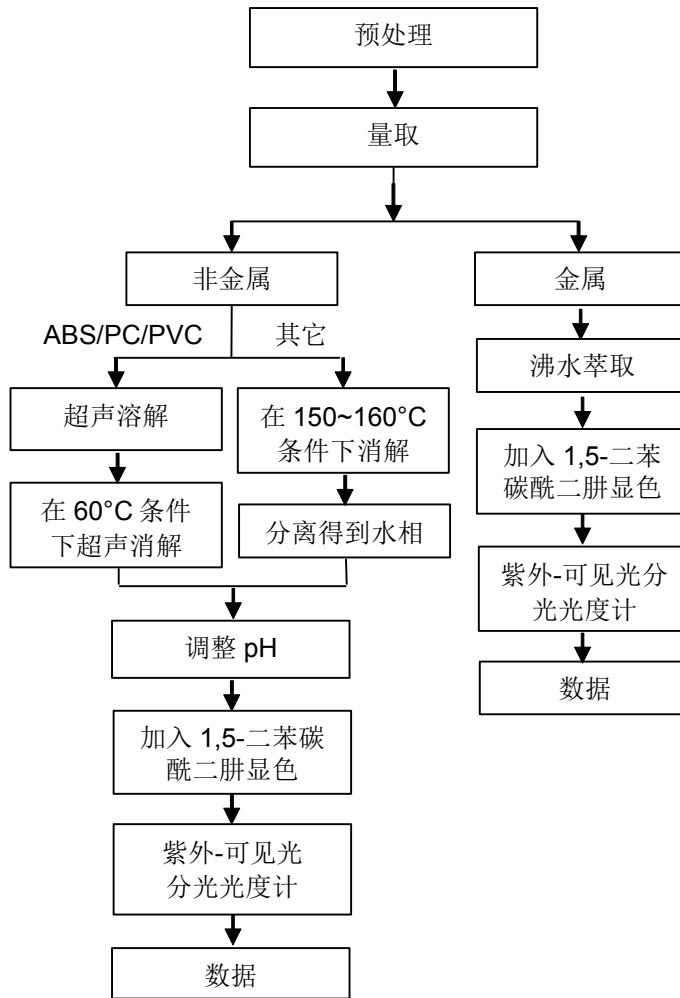 预处理
量取
非金属
金属
ABS/PC/PVC
其它
沸水萃取
超声溶解
在 150~160°C
条件下消解
加入 1,5-二苯
碳酰二肼显色
在 60°C 条件
下超声消解
分离得到水相
紫外-可见光分
光光度计
调整 pH
数据
加入 1,5-二苯碳
酰二肼显色
紫外-可见光
分光光度计
数据